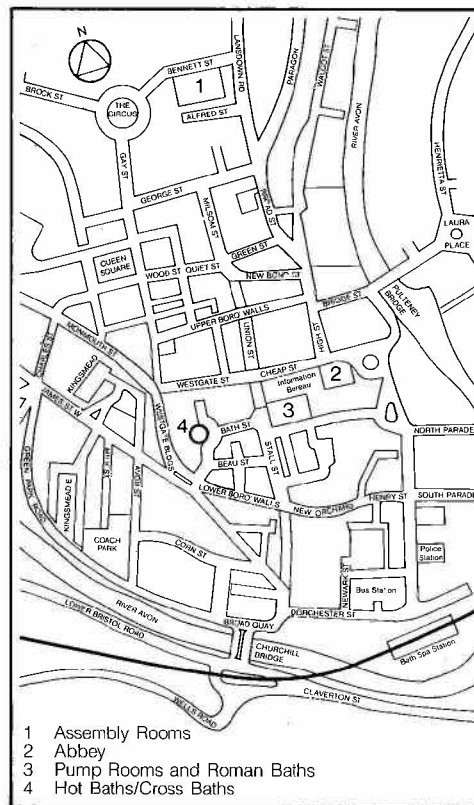 N
BENNETT ST
LANSDOWN RD
PARAGON
WALCOT ST
RIVER AVON
BROCK ST
THE
CIRCUS
1
ALFRED ST
HENRIETTA ST
GAY ST
GEORGE ST
MILSOM ST
GREEN ST
LAURA
PLACE
QUEEN
SQUARE
WOOD ST
QUIET ST
NEW BOND ST
BRIDGE ST
PULTENEY
BRIDGE
UPPER BORO' WALLS
UNION ST
HIGH ST
MONMOUTH ST
CHARLES ST
KINGSMEAD
WESTGATE ST
CHEAP ST
Information
Bureau
2
JAMES ST W
WESTGATE BLDGS
4
BATH ST
3
BEAU ST
STALL ST
NORTH PARADE
LOWER BORO' WALLS
NEW ORCHARD
HENRY ST
SOUTH PARADE
GREEN PARK ROAD
KINGSMEAD E
MILK ST
AVON ST
COACH
PARK
CORN ST
NEWARK ST
Police
Station
Bus Station
DORCHESTER ST
RIVER AVON
BROAD QUAY
LOWER BRISTOL ROAD
CHURCHILL
BRIDGE
Bath Spa Station
CLAVERTON ST
WELLS ROAD
1 Assembly Rooms
2 Abbey
3 Pump Rooms and Roman Baths
4 Hot Baths/Cross Baths